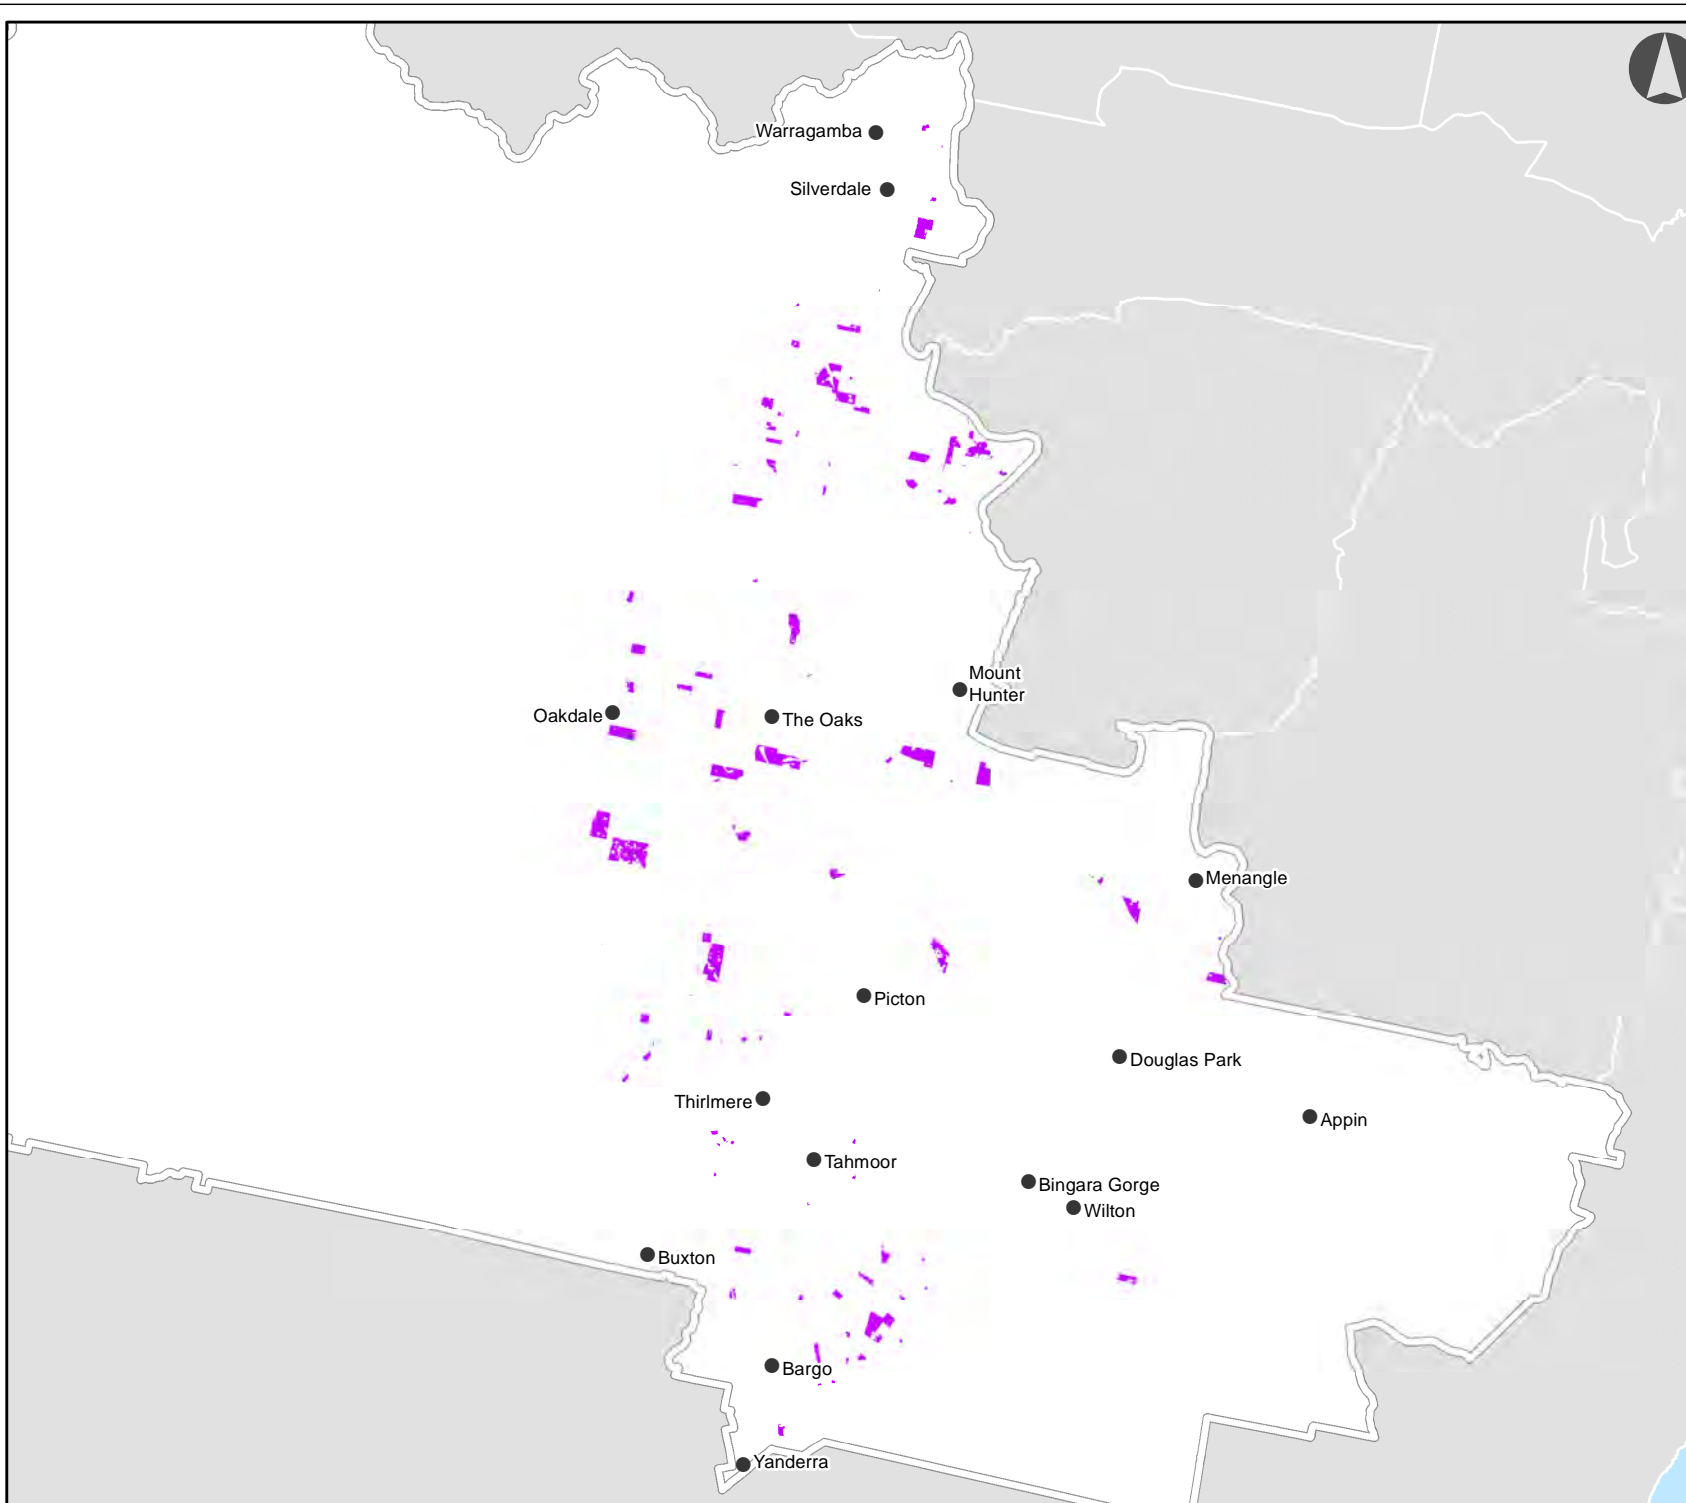 Warragamba
Silverdale
Mount
Hunter
Oakdale
The Oaks
Menangle
Picton
Douglas Park
Thirlmere
Appin
Tahmoor
Bingara Gorge
Wilton
Buxton
Bargo
Yanderra